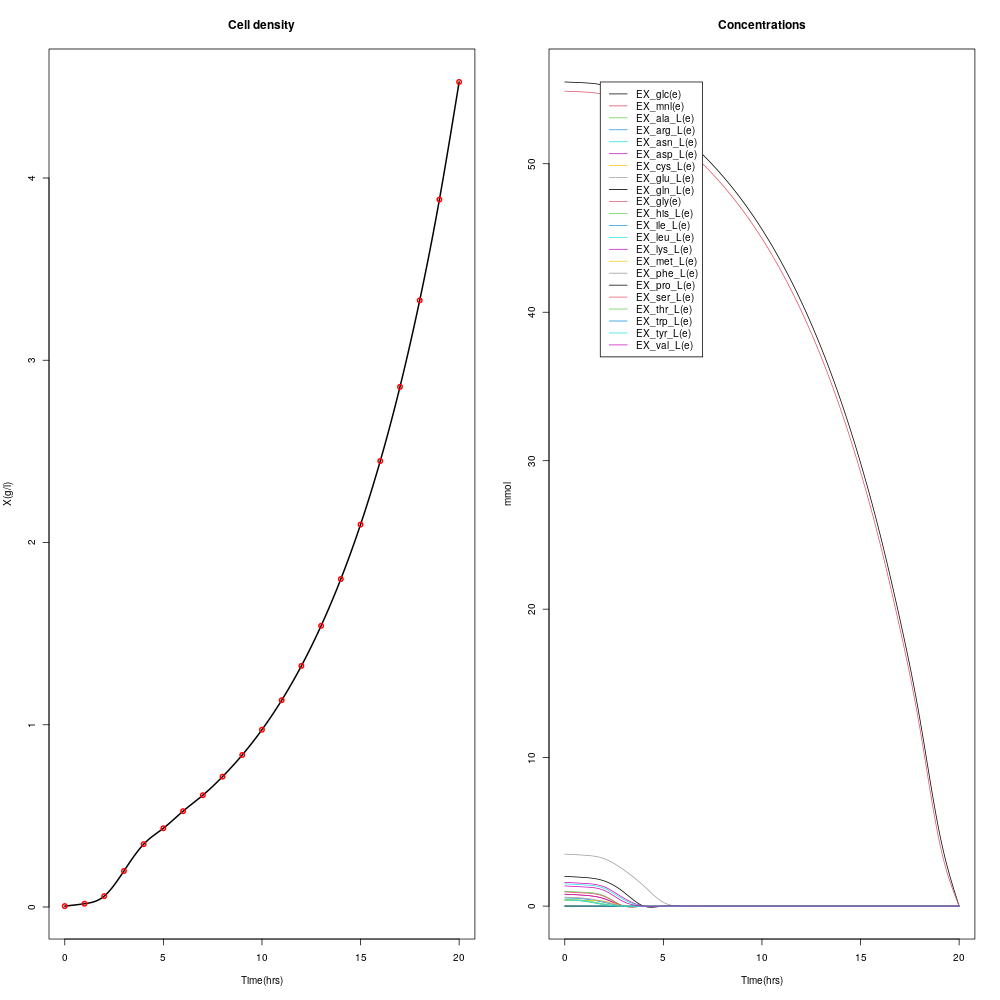 Cell density
X(g/l)
4
3
2
1
0
0 5 10 15 20
Time(hrs)
Concentrations
mmol
50
40
30
20
10
0
EX_glc(e)
EX_mnl(e)
EX_ala_L(e)
EX_arg_L(e)
EX_asn_L(e)
EX_asp_L(e)
EX_cys_L(e)
EX_glu_L(e)
EX_gln_L(e)
EX_gly(e)
EX_his_L(e)
EX_ile_L(e)
EX_leu_L(e)
EX_lys_L(e)
EX_met_L(e)
EX_phe_L(e)
EX_pro_L(e)
EX_ser_L(e)
EX_thr_L(e)
EX_trp_L(e)
EX_tyr_L(e)
EX_val_L(e)
0 5 10 15 20
Time(hrs)